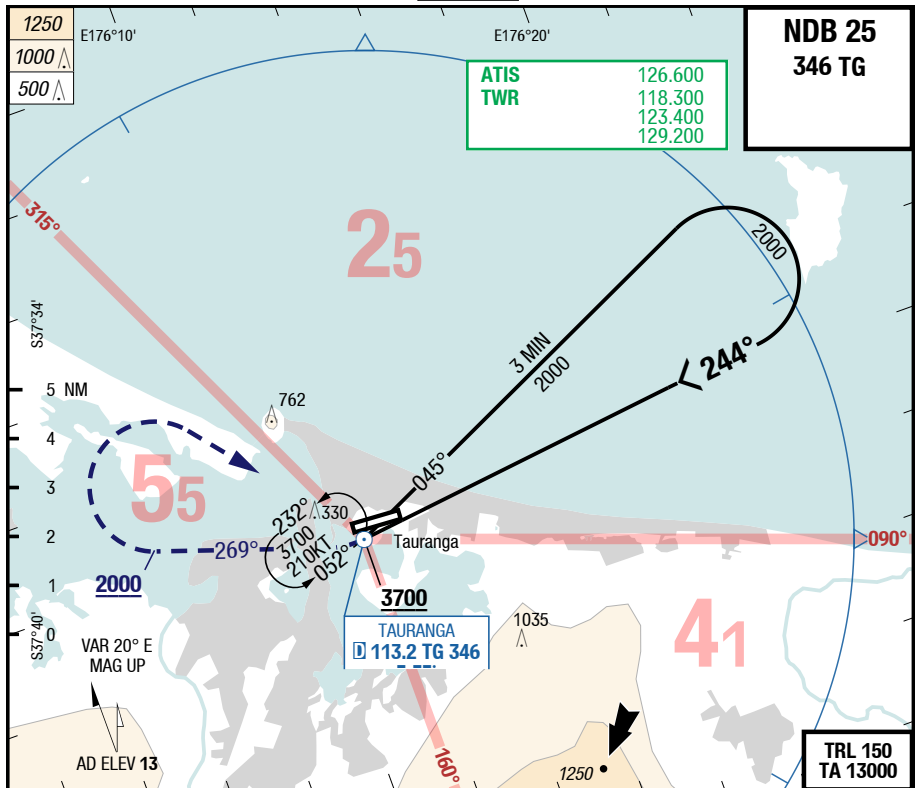 1250
1000
500
E176°10'
E176°20'
NDB 25
346 TG
ATIS 126.600
TWR 118.300
123.400
129.200
315°
25
2000
S37°34'
3 MIN
2000
244°
5 NM
4
3
2
1
0
762
55
045°
232°
330
3700
210KT
052°
269°
Tauranga
090°
2000
3700
S37°40'
TAURANGA
D 113.2 TG 346
1035
41
VAR 20° E
MAG UP
AD ELEV 13
160°
1250
TRL 150
TA 13000